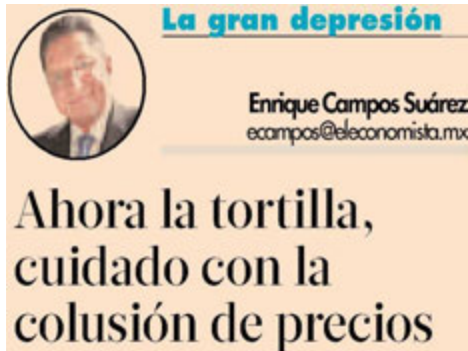 La gran depresión
Enrique Campos Suárez
ecampos@eleconomista.mx
Ahora la tortilla,
cuidado con la
colusión de precios